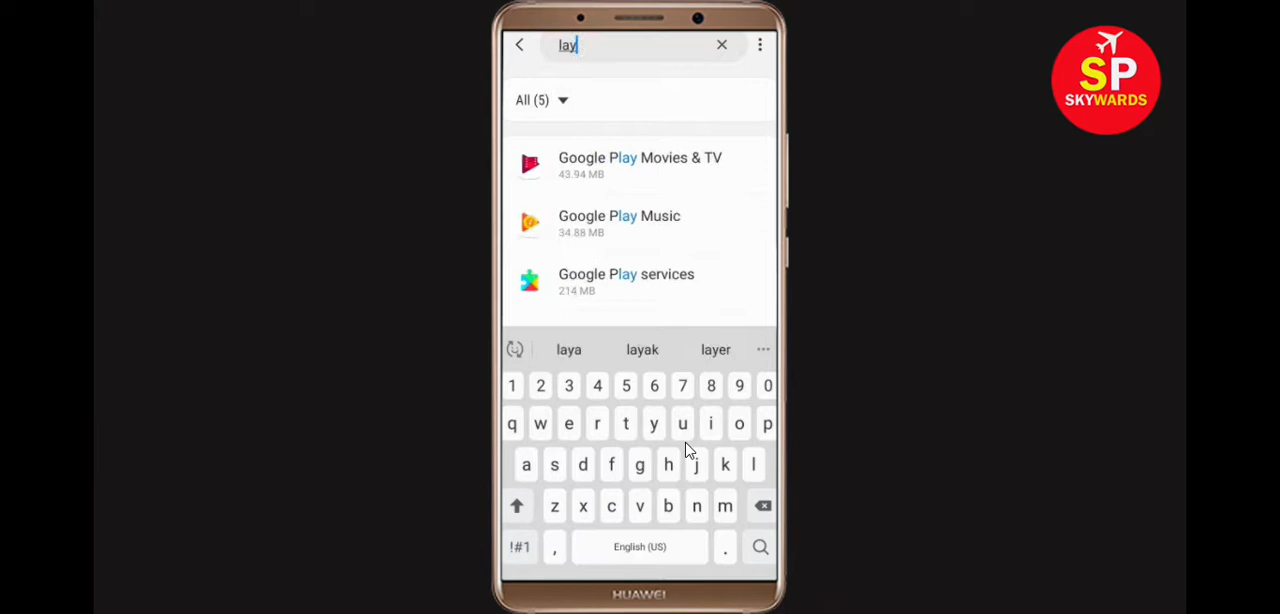 lay
All (5)
Google Play Movies & TV
43.94 MB
Google Play Music
34.88 MB
Google Play services
214 MB
laya layak layer ...
1 2 3 4 5 6 7 8 9 0
q w e r t y u i o p
a s d f g h j k l
z x c v b n m
!#1 , English (US) .
HUAWEI
SP
SKYWARDS